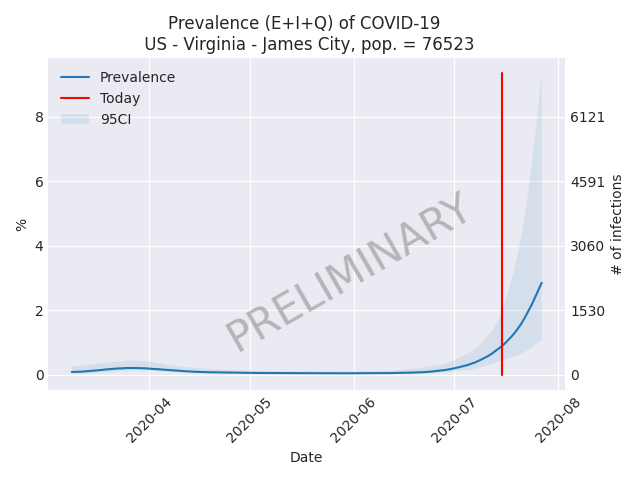 Prevalence (E+I+Q) of COVID-19
US - Virginia - James City, pop. = 76523
Prevalence
Today
95CI
8
6
4
2
0
%
6121
4591
3060
1530
0
# of infections
PRELIMINARY
2020-04
2020-05
2020-06
2020-07
2020-08
Date